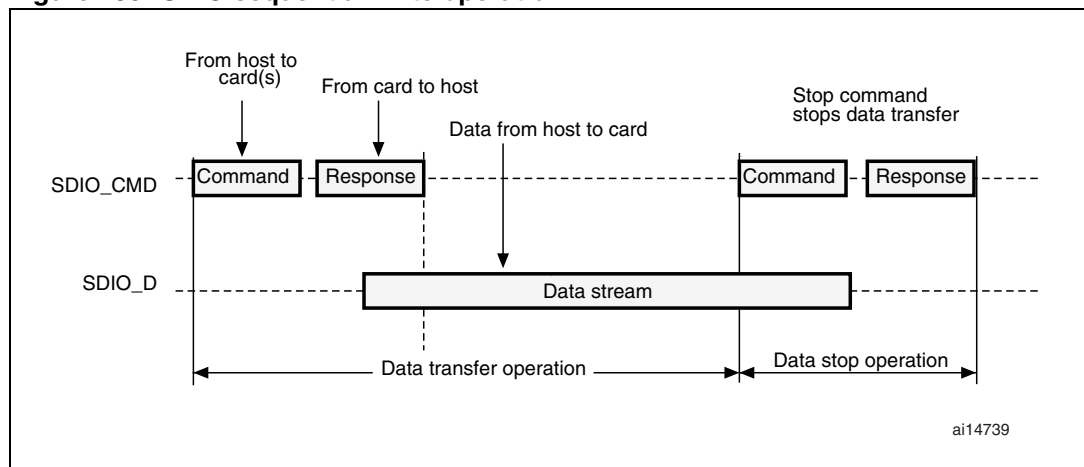 From host to
card(s)
From card to host
Data from host to card
Stop command
stops data transfer
SDIO_CMD
Command
Response
Command
Response
SDIO_D
Data stream
Data transfer operation
Data stop operation
ai14739